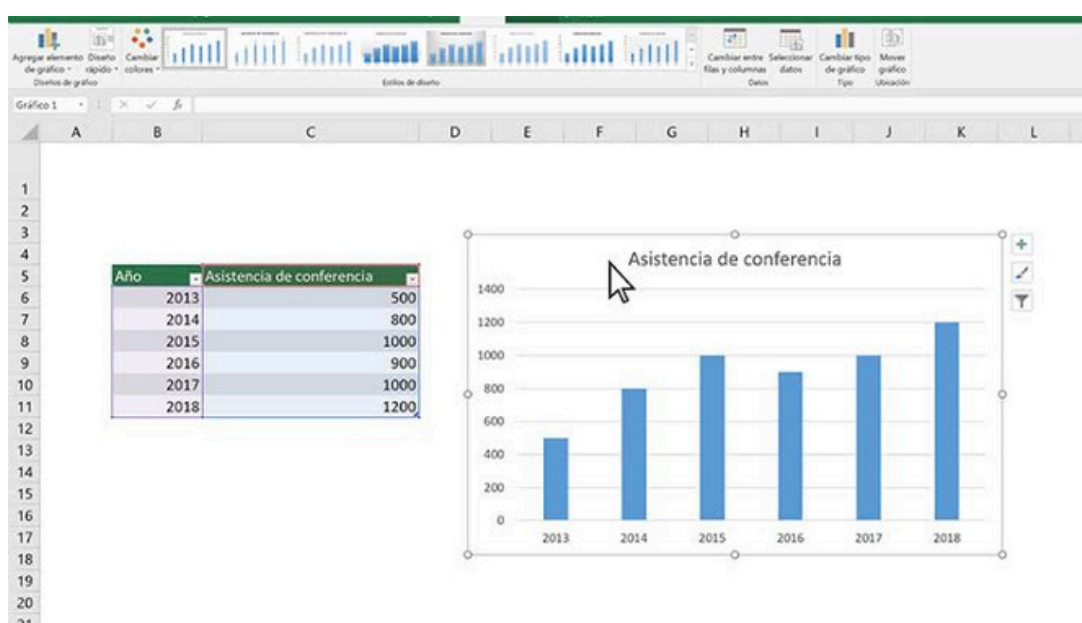 Agregar elemento de gráfico
Diseño rápido
Cambiar colores
Cambiar entre filas y columnas
Seleccionar datos
Cambiar tipo de gráfico
Mover gráfico
Diseños de gráfico
Estilos de diseño
Datos
Tipo
Ubicación
Gráfico 1
fx
A B C D E F G H I J K L
1
2
3
4
5 Año Asistencia de conferencia
6 2013 500
7 2014 800
8 2015 1000
9 2016 900
10 2017 1000
11 2018 1200
12
13
14
15
16
17
18
19
20
21
Asistencia de conferencia
1400
1200
1000
800
600
400
200
0
2013 2014 2015 2016 2017 2018